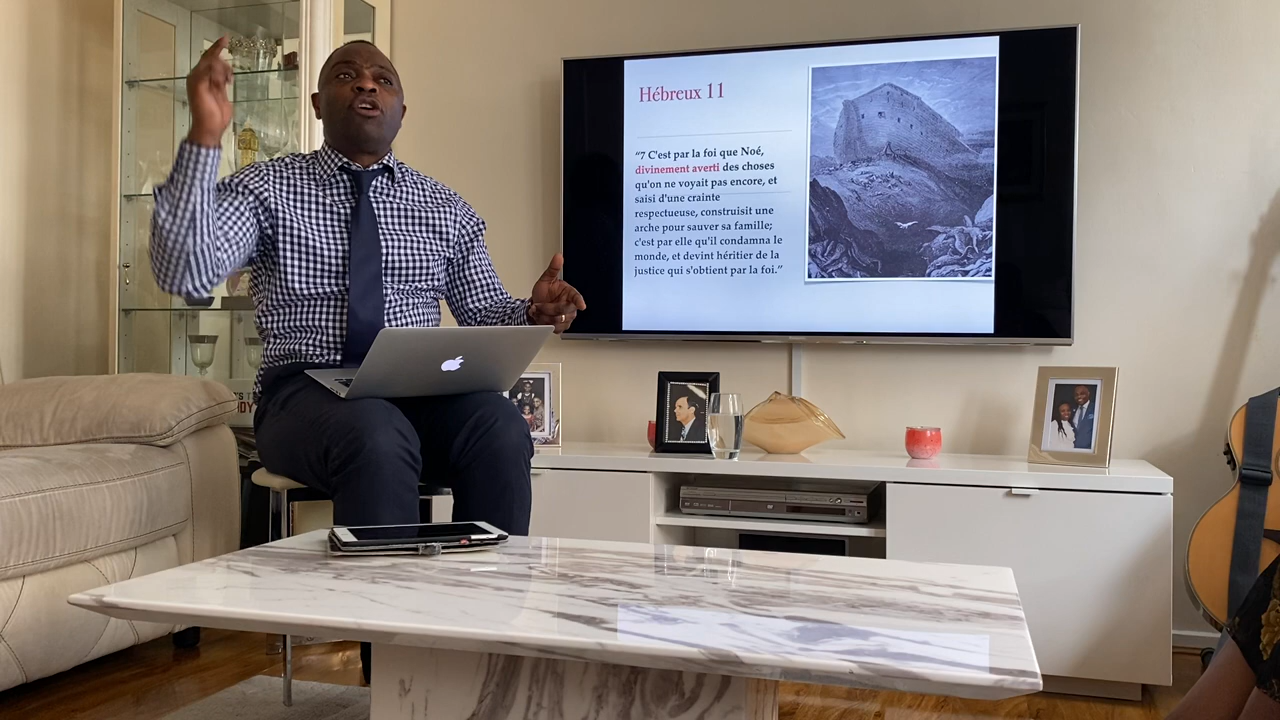 Hébreux 11
“7 C'est par la foi que Noé,
divinement averti des choses
qu'on ne voyait pas encore, et
saisi d'une crainte
respectueuse, construisit une
arche pour sauver sa famille;
c'est par elle qu'il condamna le
monde, et devint héritier de la
justice qui s'obtient par la foi.”